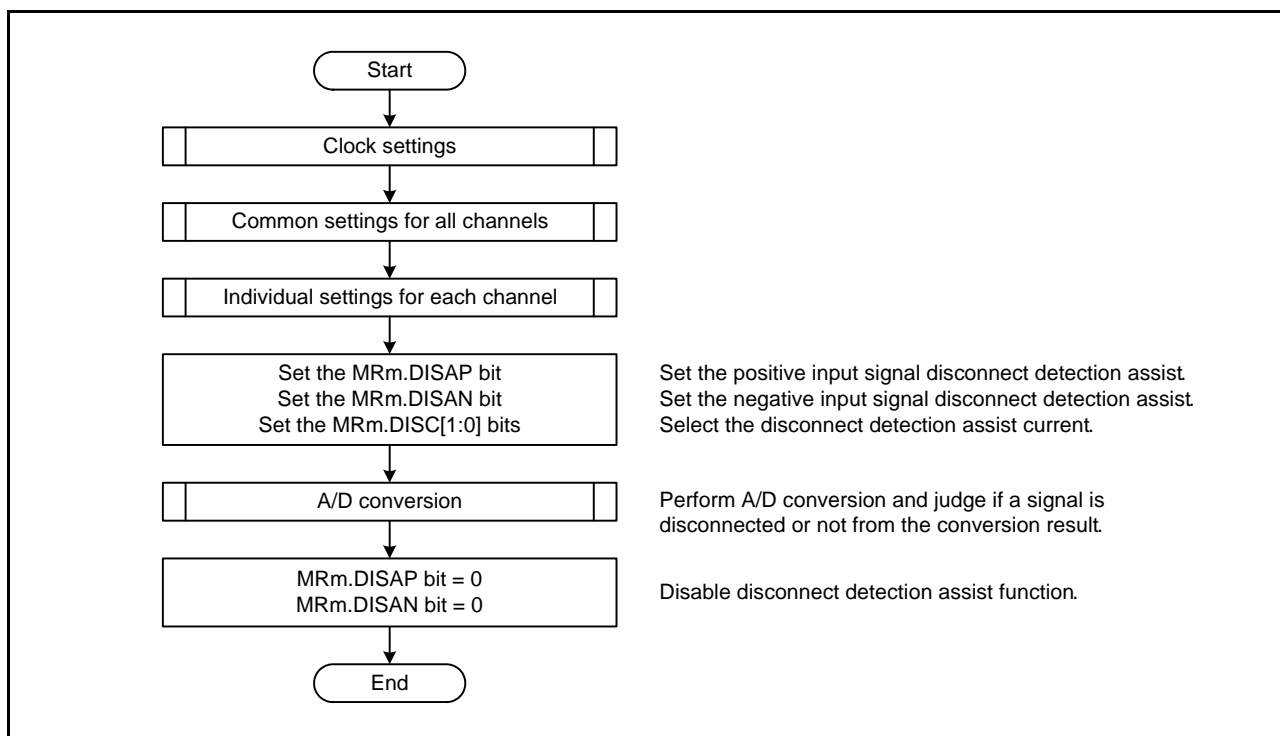 Start
Clock settings
Common settings for all channels
Individual settings for each channel
Set the MRm.DISAP bit
Set the MRm.DISAN bit
Set the MRm.DISC[1:0] bits
Set the positive input signal disconnect detection assist.
Set the negative input signal disconnect detection assist.
Select the disconnect detection assist current.
A/D conversion
Perform A/D conversion and judge if a signal is
disconnected or not from the conversion result.
MRm.DISAP bit = 0
MRm.DISAN bit = 0
Disable disconnect detection assist function.
End